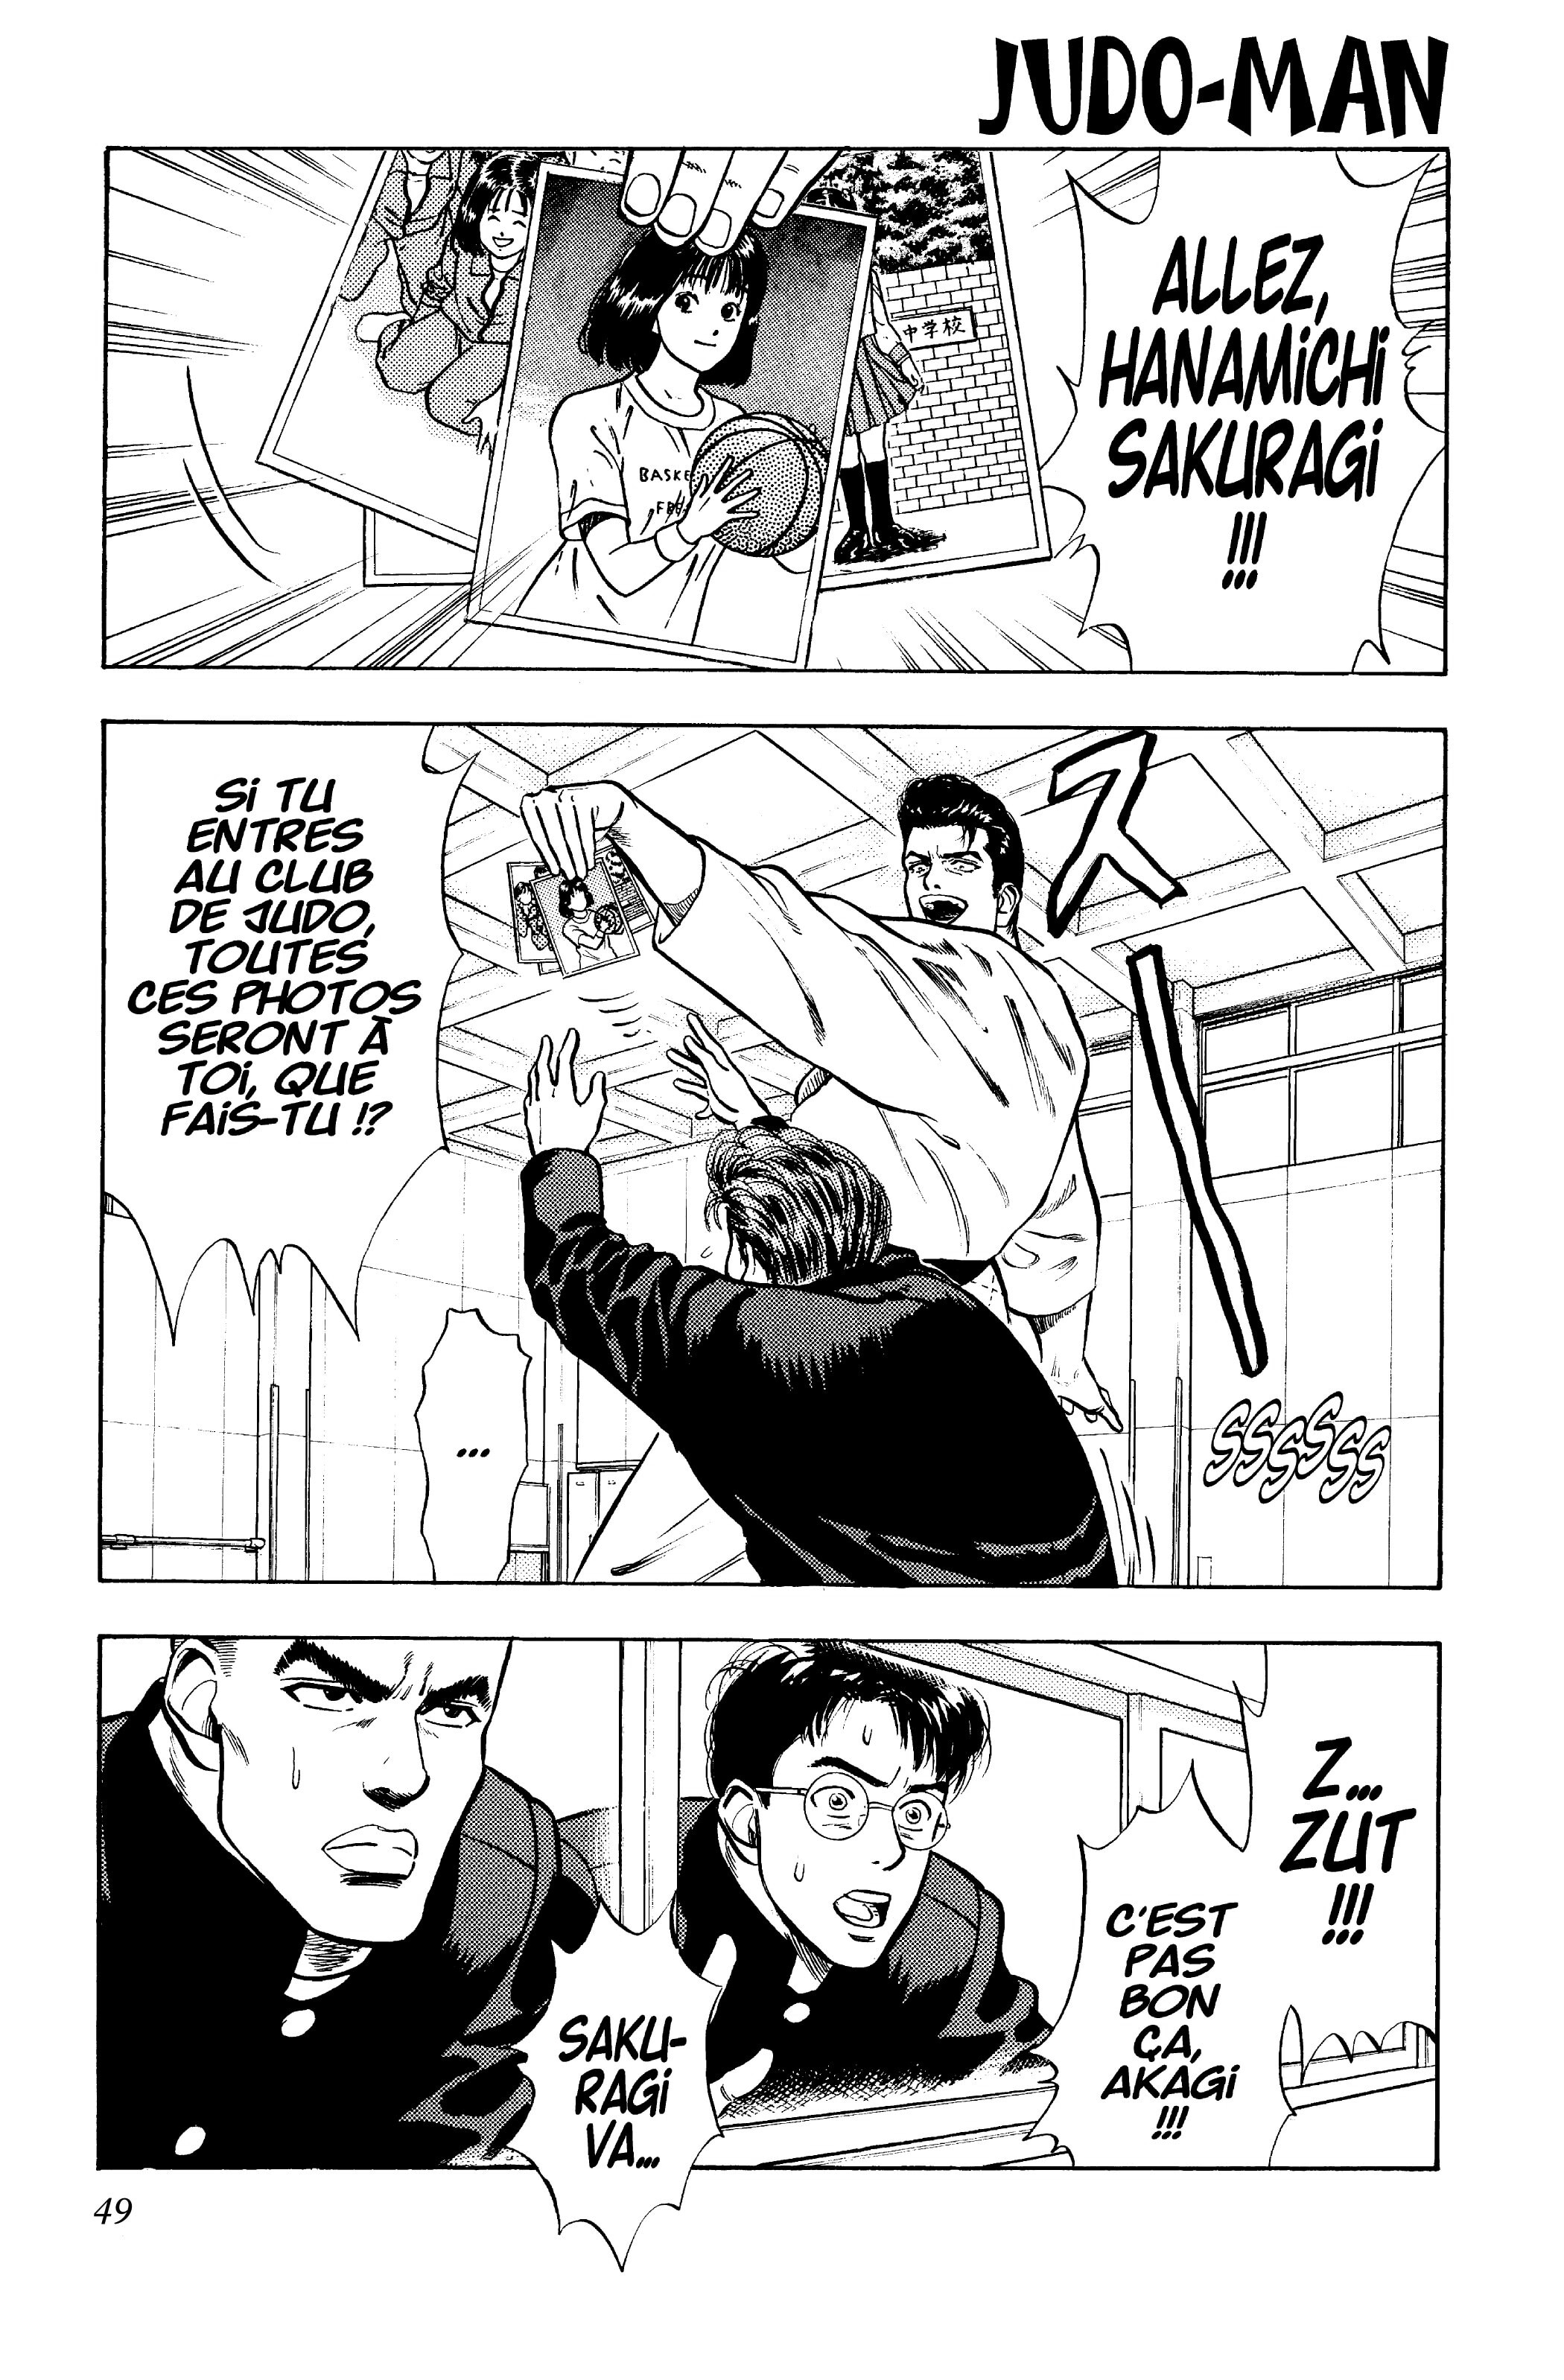 JUDO-MAN
ALLEZ,
HANAMiCHi
SAKURAGi
!!!
中学校
BASKE
SI TU
ENTRES
AU CLUB
DE JUDO,
TOUTES
CES PHOTOS
SERONT À
TOi, QUE
FAiS-TU !?
ス
ッ
SSSSSS
...
Z...
ZUT
!!!
C'EST
PAS
BON
ÇA,
AKAGi
!!!
SAKU-
RAGi
VA...
49